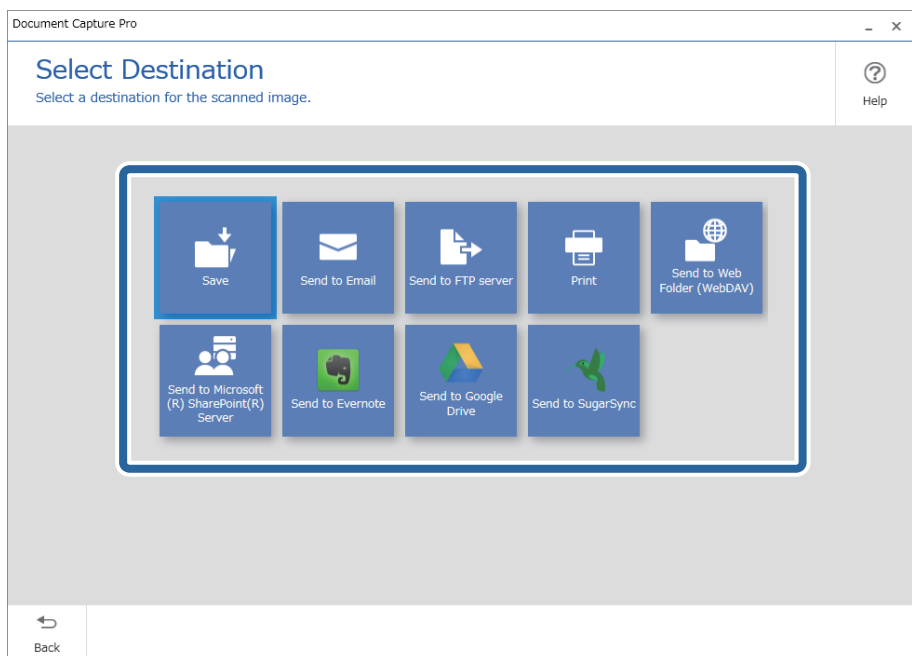 Document Capture Pro
Select Destination
Select a destination for the scanned image.
Help
Save
Send to Email
Send to FTP server
Print
Send to Web
Folder (WebDAV)
Send to Microsoft
(R) SharePoint(R)
Server
Send to Evernote
Send to Google
Drive
Send to SugarSync
Back